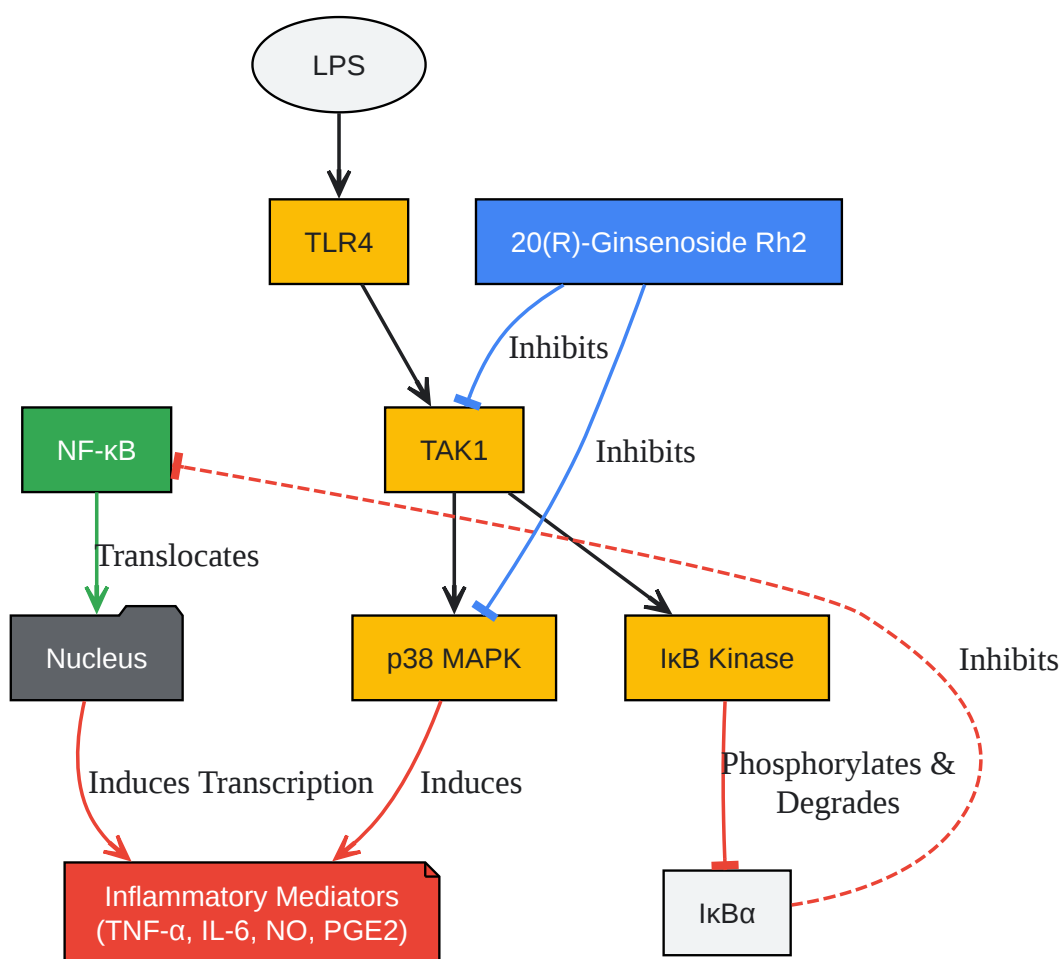 LPS
TLR4
20(R)-Ginsenoside Rh2
Inhibits
NF-κB
TAK1
Inhibits
Translocates
Nucleus
p38 MAPK
IκB Kinase
Inhibits
Induces Transcription
Induces
Phosphorylates &
Degrades
Inflammatory Mediators
(TNF-α, IL-6, NO, PGE2)
IκBα